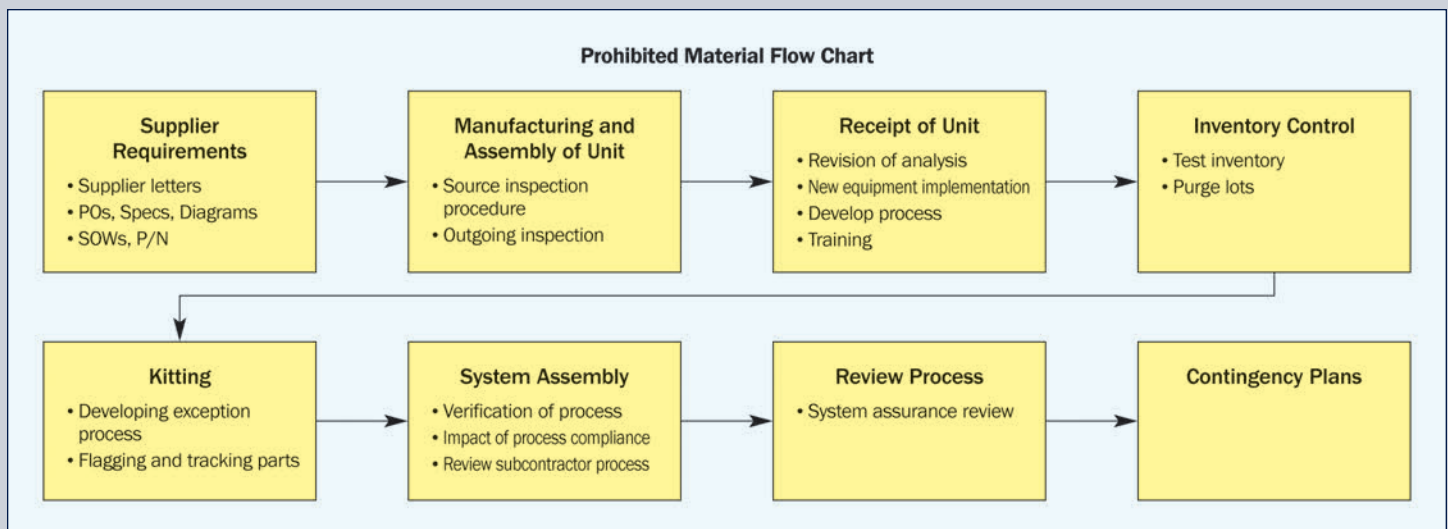 Prohibited Material Flow Chart
Supplier
Requirements
• Supplier letters
• POs, Specs, Diagrams
• SOWs, P/N
Manufacturing and
Assembly of Unit
• Source inspection
procedure
• Outgoing inspection
Receipt of Unit
• Revision of analysis
• New equipment implementation
• Develop process
• Training
Inventory Control
• Test inventory
• Purge lots
Kitting
• Developing exception
process
• Flagging and tracking parts
System Assembly
• Verification of process
• Impact of process compliance
• Review subcontractor process
Review Process
• System assurance review
Contingency Plans